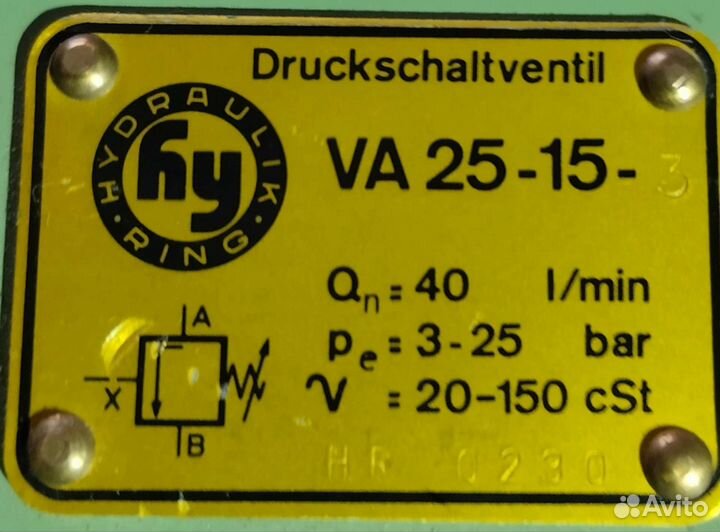 Druckschaltventil
HYDRAULIK RING
hy
VA 25-15-3
Qn = 40 l/min
pe = 3-25 bar
ν = 20-150 cSt
A
X
B
HR 0230
Avito